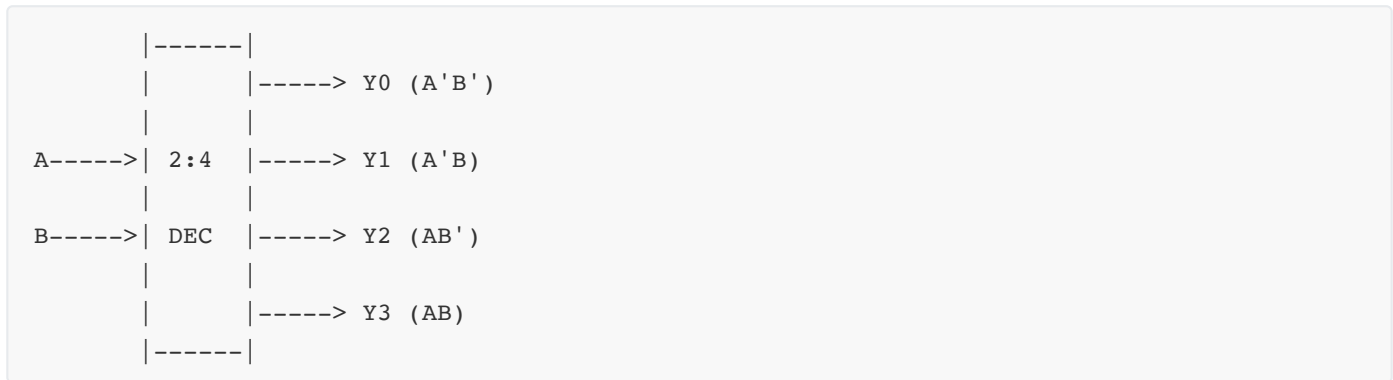 |------|
|      |-----> Y0 (A'B')
|      |
A----->| 2:4  |-----> Y1 (A'B)
|      |
B----->| DEC  |-----> Y2 (AB')
|      |
|      |-----> Y3 (AB)
|------|